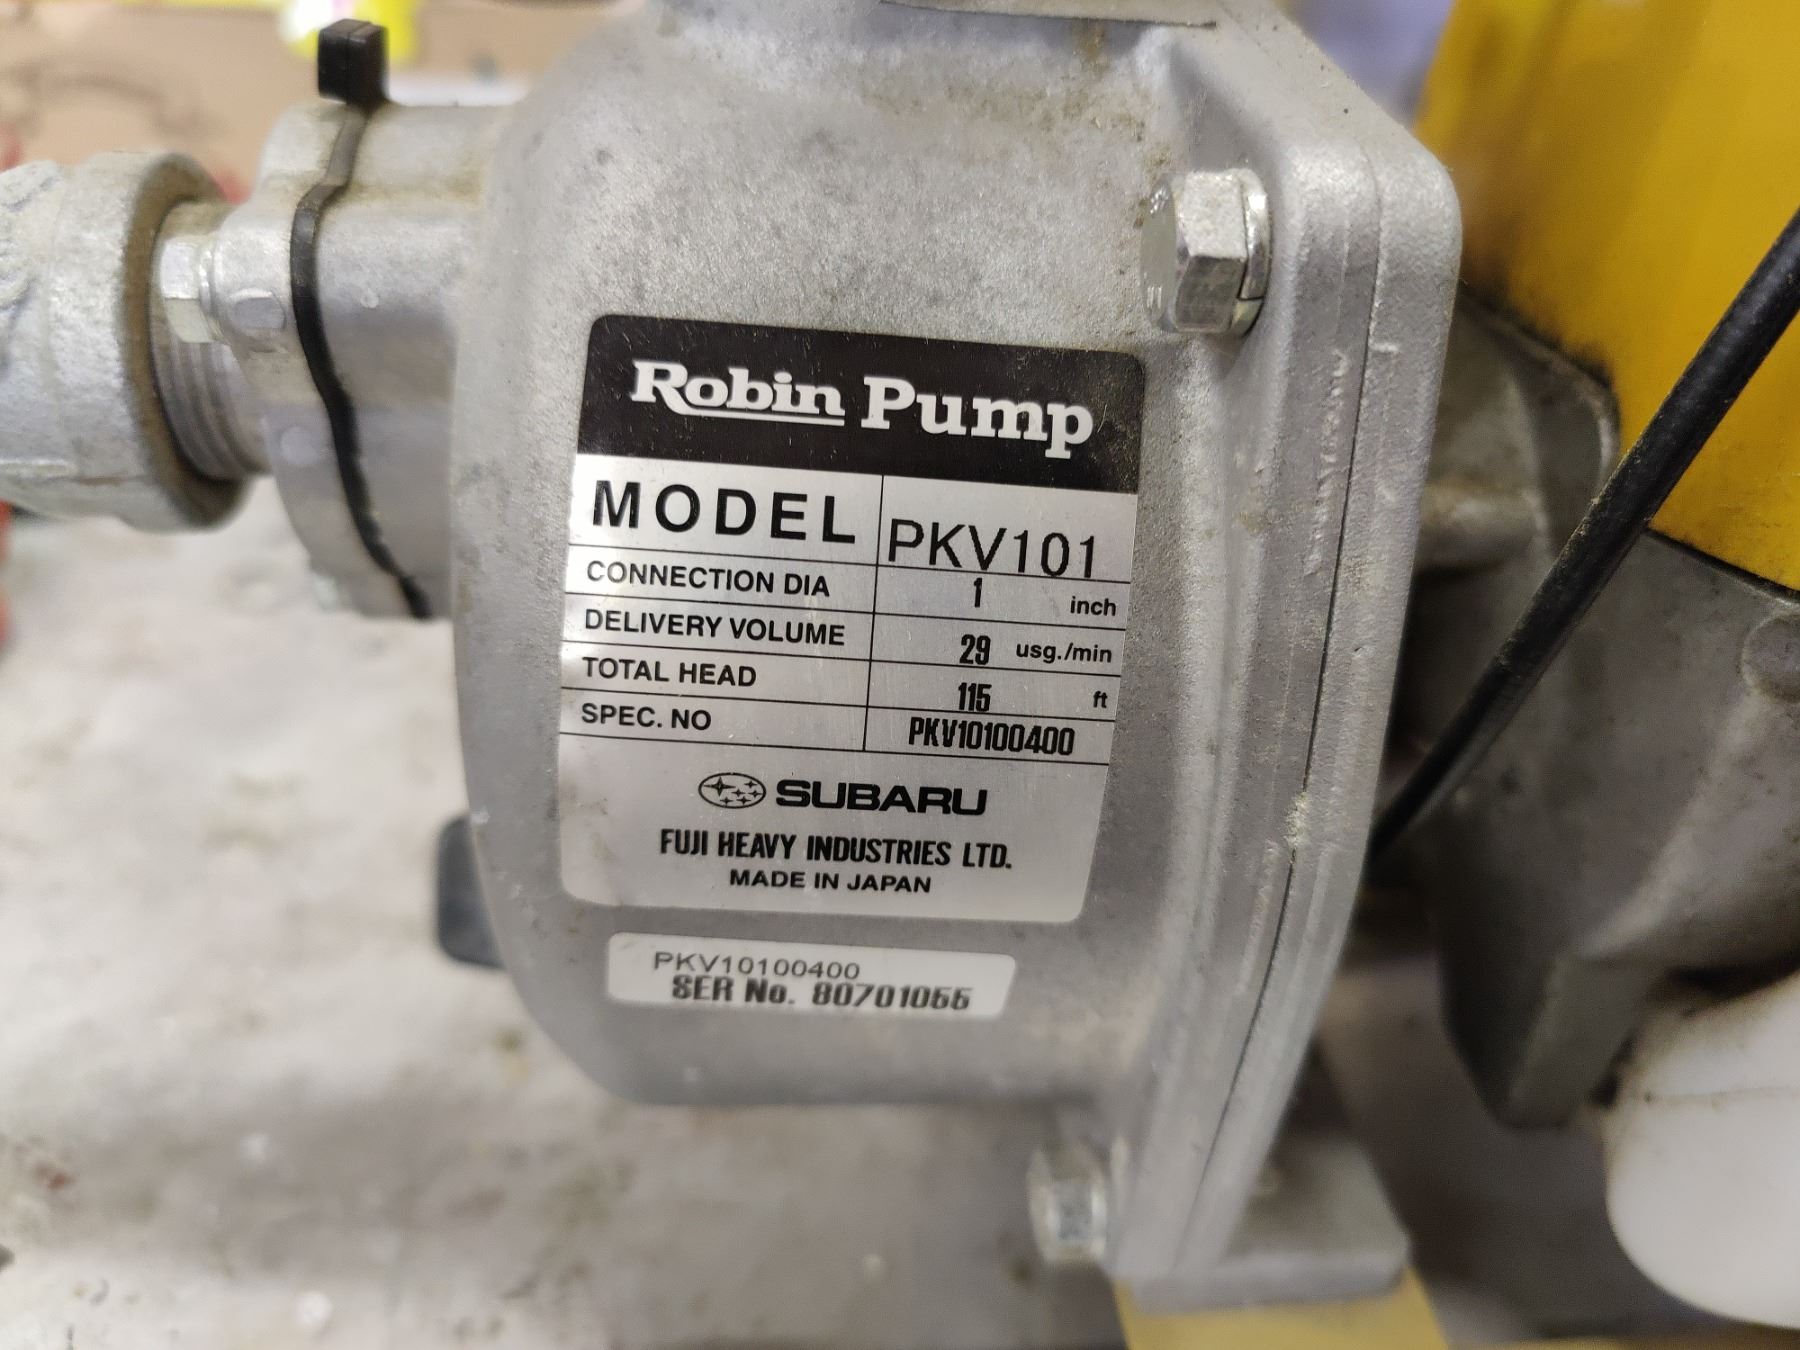 Robin Pump
MODEL PKV101
CONNECTION DIA 1 inch
DELIVERY VOLUME 29 usg./min
TOTAL HEAD 115 ft
SPEC. NO PKV10100400
SUBARU
FUJI HEAVY INDUSTRIES LTD.
MADE IN JAPAN
PKV10100400
SER No. 80701055